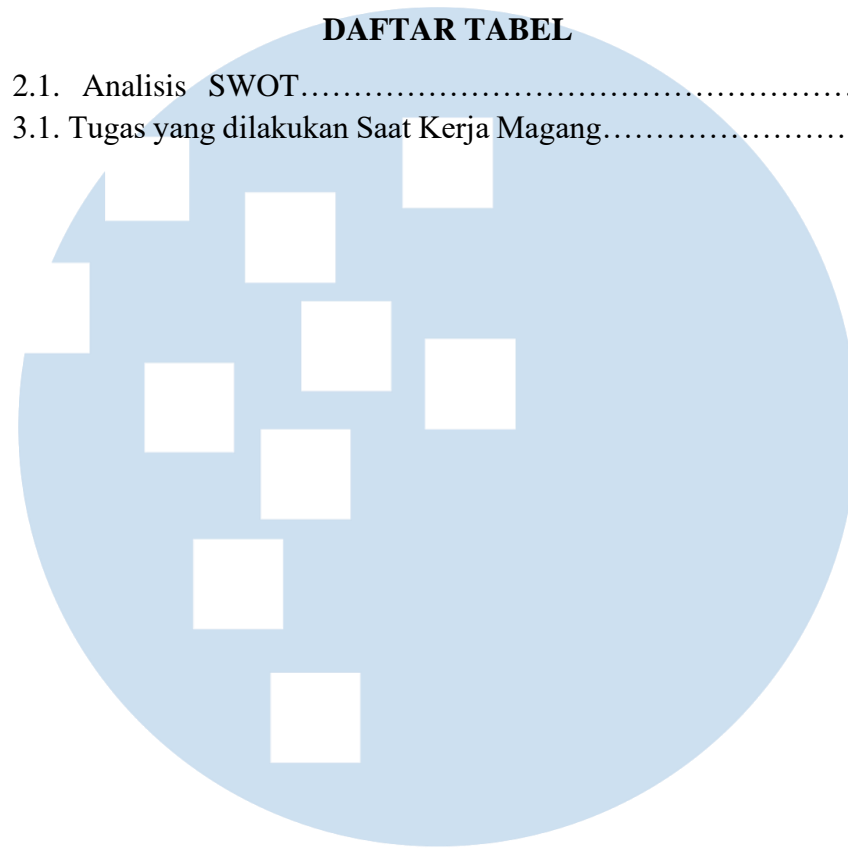 DAFTAR TABEL
2.1. Analisis SWOT……………………………………………
3.1. Tugas yang dilakukan Saat Kerja Magang……………………